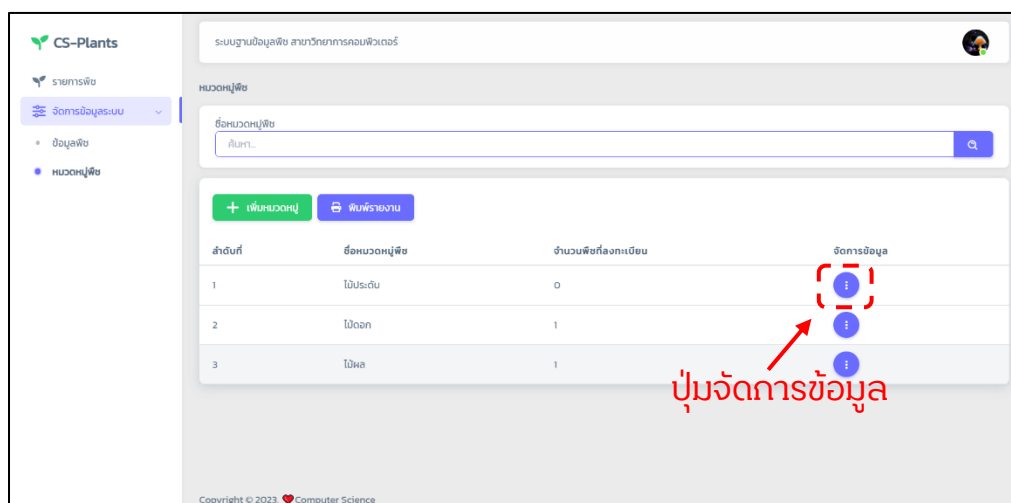 CS-Plants
รายการพืช
จัดการข้อมูลระบบ
ข้อมูลพืช
หมวดหมู่พืช
ระบบฐานข้อมูลพืช สาขาวิทยาการคอมพิวเตอร์
หมวดหมู่พืช
ชื่อหมวดหมู่พืช
ค้นหา...
เพิ่มหมวดหมู่ พิมพ์รายงาน
ลำดับที่ ชื่อหมวดหมู่พืช จำนวนพืชที่ลงทะเบียน จัดการข้อมูล
1 ไม้ประดับ 0
2 ไม้ดอก 1
3 ไม้ผล 1
ปุ่มจัดการข้อมูล
Copyright © 2023, Computer Science